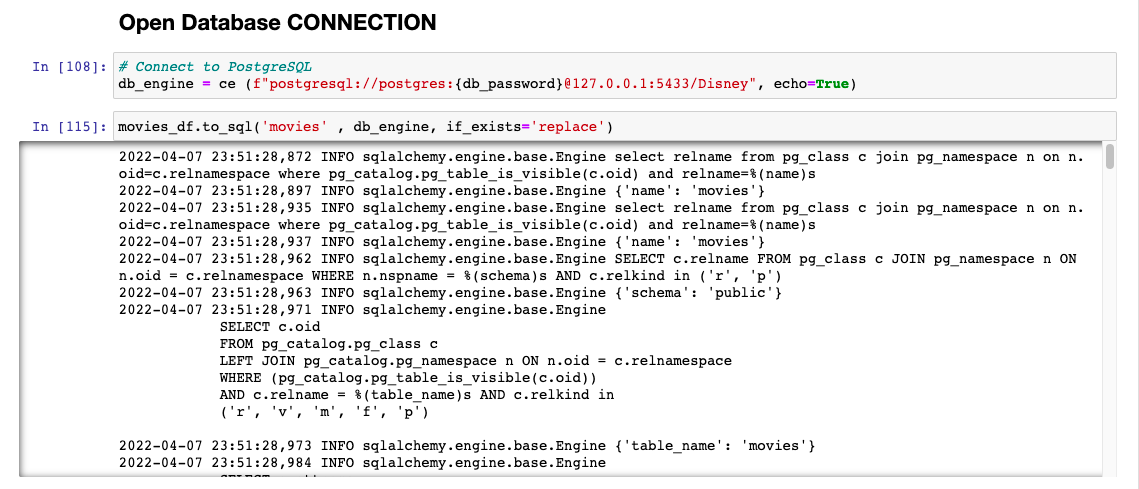 Open Database CONNECTION
In [108]: # Connect to PostgreSQL
db_engine = ce (f"postgresql://postgres:{db_password}@127.0.0.1:5433/Disney", echo=True)
In [115]: movies_df.to_sql('movies' , db_engine, if_exists='replace')
2022-04-07 23:51:28,872 INFO sqlalchemy.engine.base.Engine select relname from pg_class c join pg_namespace n on n.
oid=c.relnamespace where pg_catalog.pg_table_is_visible(c.oid) and relname=%(name)s
2022-04-07 23:51:28,897 INFO sqlalchemy.engine.base.Engine {'name': 'movies'}
2022-04-07 23:51:28,935 INFO sqlalchemy.engine.base.Engine select relname from pg_class c join pg_namespace n on n.
oid=c.relnamespace where pg_catalog.pg_table_is_visible(c.oid) and relname=%(name)s
2022-04-07 23:51:28,937 INFO sqlalchemy.engine.base.Engine {'name': 'movies'}
2022-04-07 23:51:28,962 INFO sqlalchemy.engine.base.Engine SELECT c.relname FROM pg_class c JOIN pg_namespace n ON
n.oid = c.relnamespace WHERE n.nspname = %(schema)s AND c.relkind in ('r', 'p')
2022-04-07 23:51:28,963 INFO sqlalchemy.engine.base.Engine {'schema': 'public'}
2022-04-07 23:51:28,971 INFO sqlalchemy.engine.base.Engine
SELECT c.oid
FROM pg_catalog.pg_class c
LEFT JOIN pg_catalog.pg_namespace n ON n.oid = c.relnamespace
WHERE (pg_catalog.pg_table_is_visible(c.oid))
AND c.relname = %(table_name)s AND c.relkind in
('r', 'v', 'm', 'f', 'p')
2022-04-07 23:51:28,973 INFO sqlalchemy.engine.base.Engine {'table_name': 'movies'}
2022-04-07 23:51:28,984 INFO sqlalchemy.engine.base.Engine